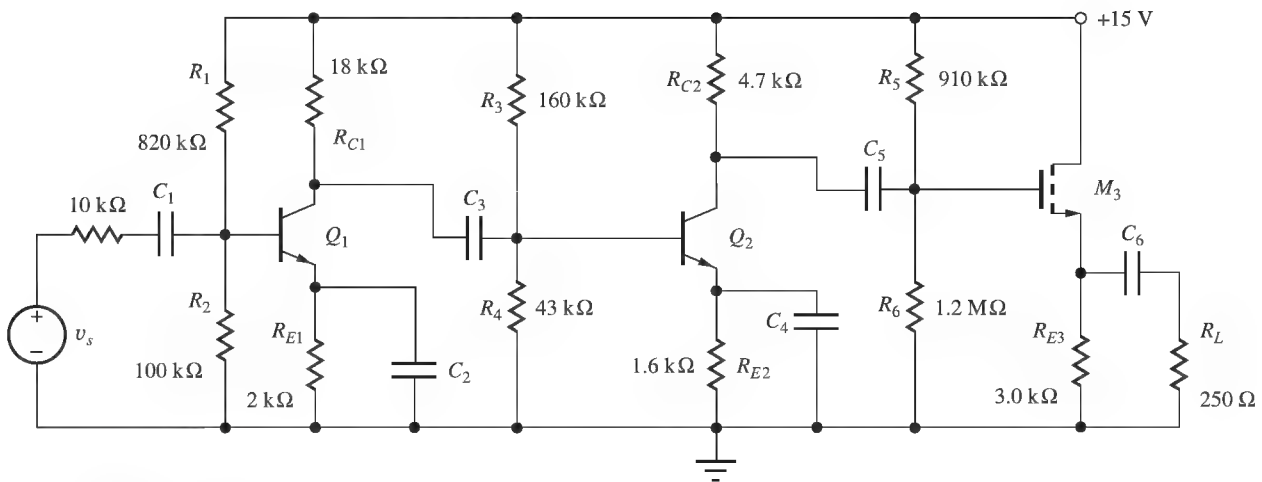 +15 V
R1
18 kΩ
RC1
820 kΩ
R3
160 kΩ
RC2
4.7 kΩ
R5
910 kΩ
C5
M3
10 kΩ
C1
Q1
C3
Q2
C6
R2
RE1
R4
43 kΩ
C4
R6
1.2 MΩ
vs
+
−
RE3
RL
100 kΩ
2 kΩ
C2
1.6 kΩ
RE2
3.0 kΩ
250 Ω